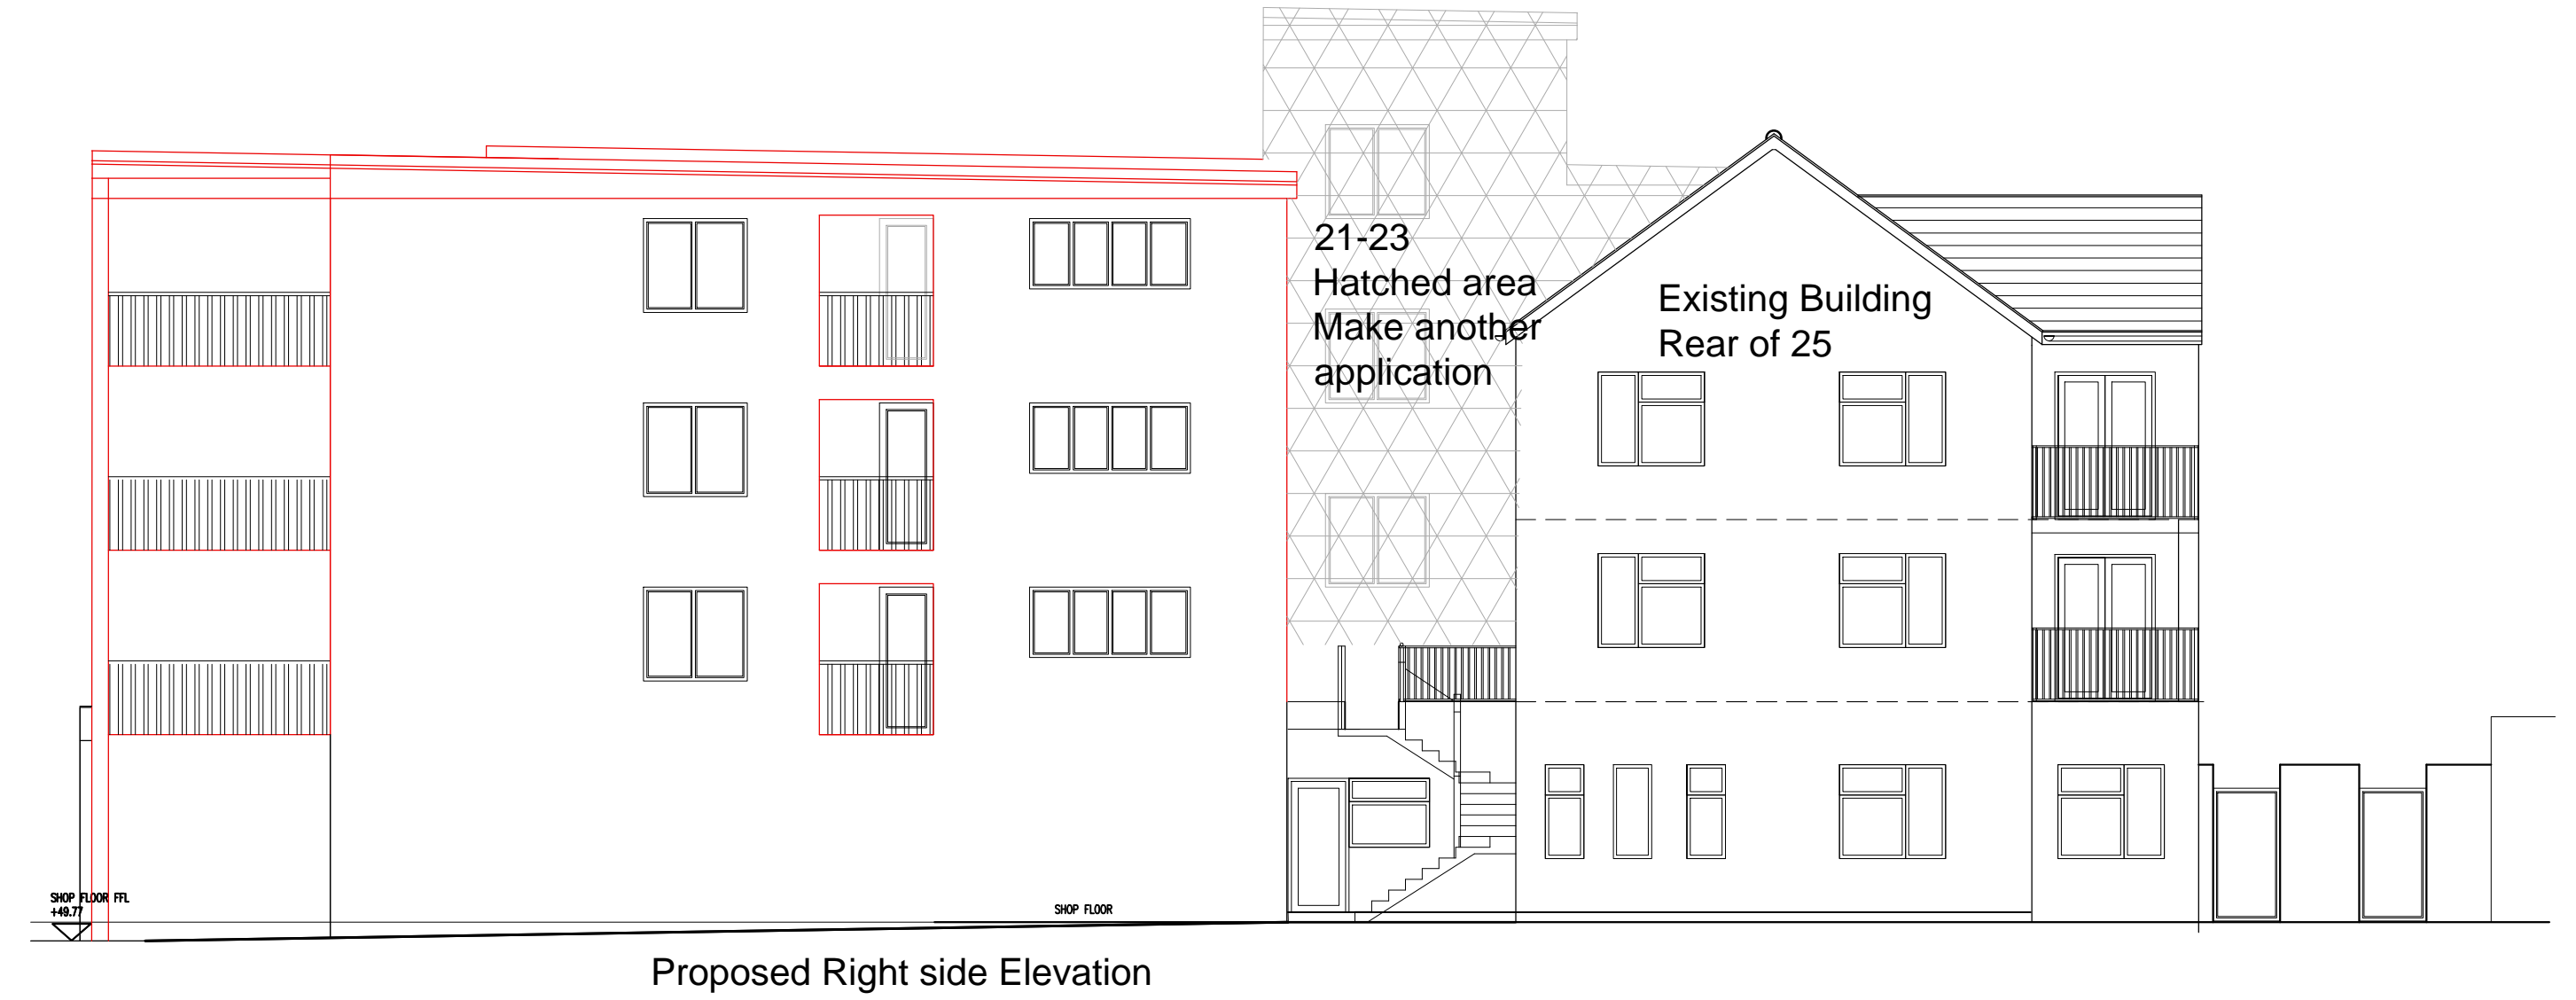 21-23
Hatched area
Make another
application
Existing Building
Rear of 25
SHOP FLOOR FFL
+49.77
SHOP FLOOR
Proposed Right side Elevation